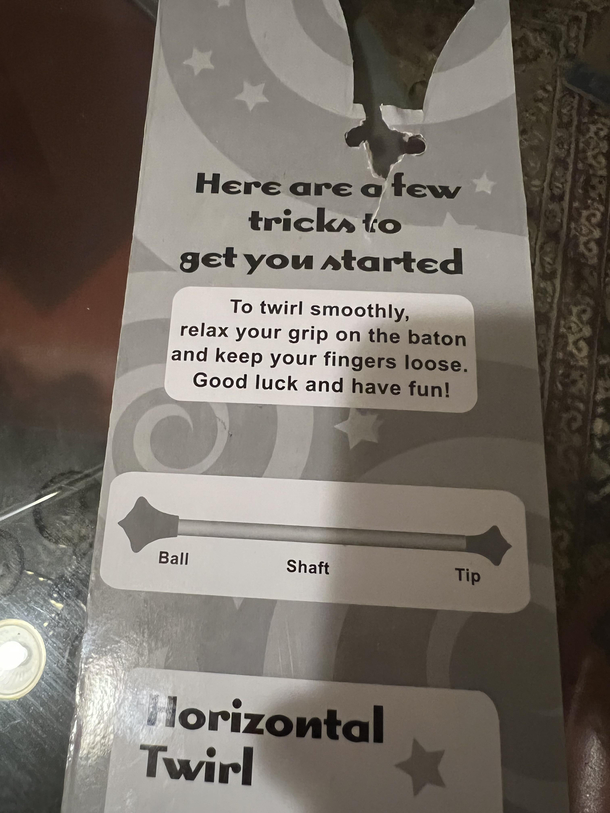 Here are a few
tricks to
get you started
To twirl smoothly,
relax your grip on the baton
and keep your fingers loose.
Good luck and have fun!
Ball
Shaft
Tip
Horizontal
Twirl